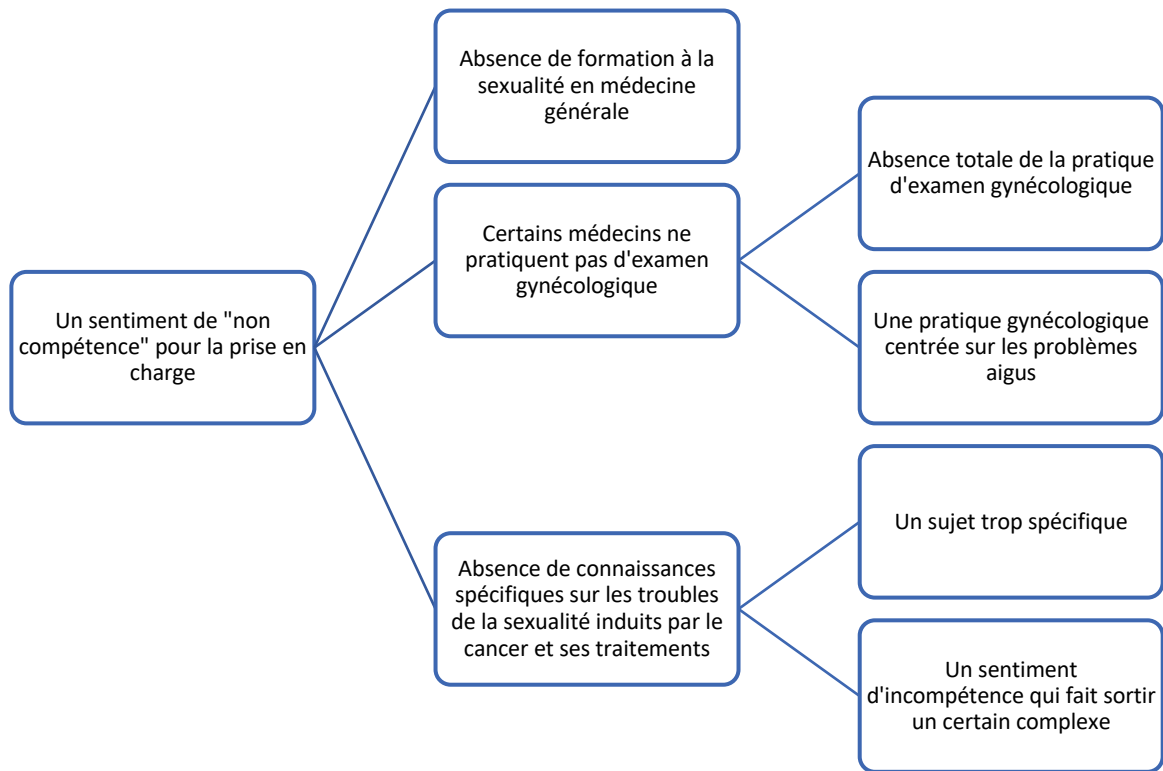 Un sentiment de "non
compétence" pour la prise en
charge
Absence de formation à la
sexualité en médecine
générale
Certains médecins ne
pratiquent pas d'examen
gynécologique
Absence totale de la pratique
d'examen gynécologique
Une pratique gynécologique
centrée sur les problèmes
aigus
Absence de connaissances
spécifiques sur les troubles
de la sexualité induits par le
cancer et ses traitements
Un sujet trop spécifique
Un sentiment
d'incompétence qui fait sortir
un certain complexe